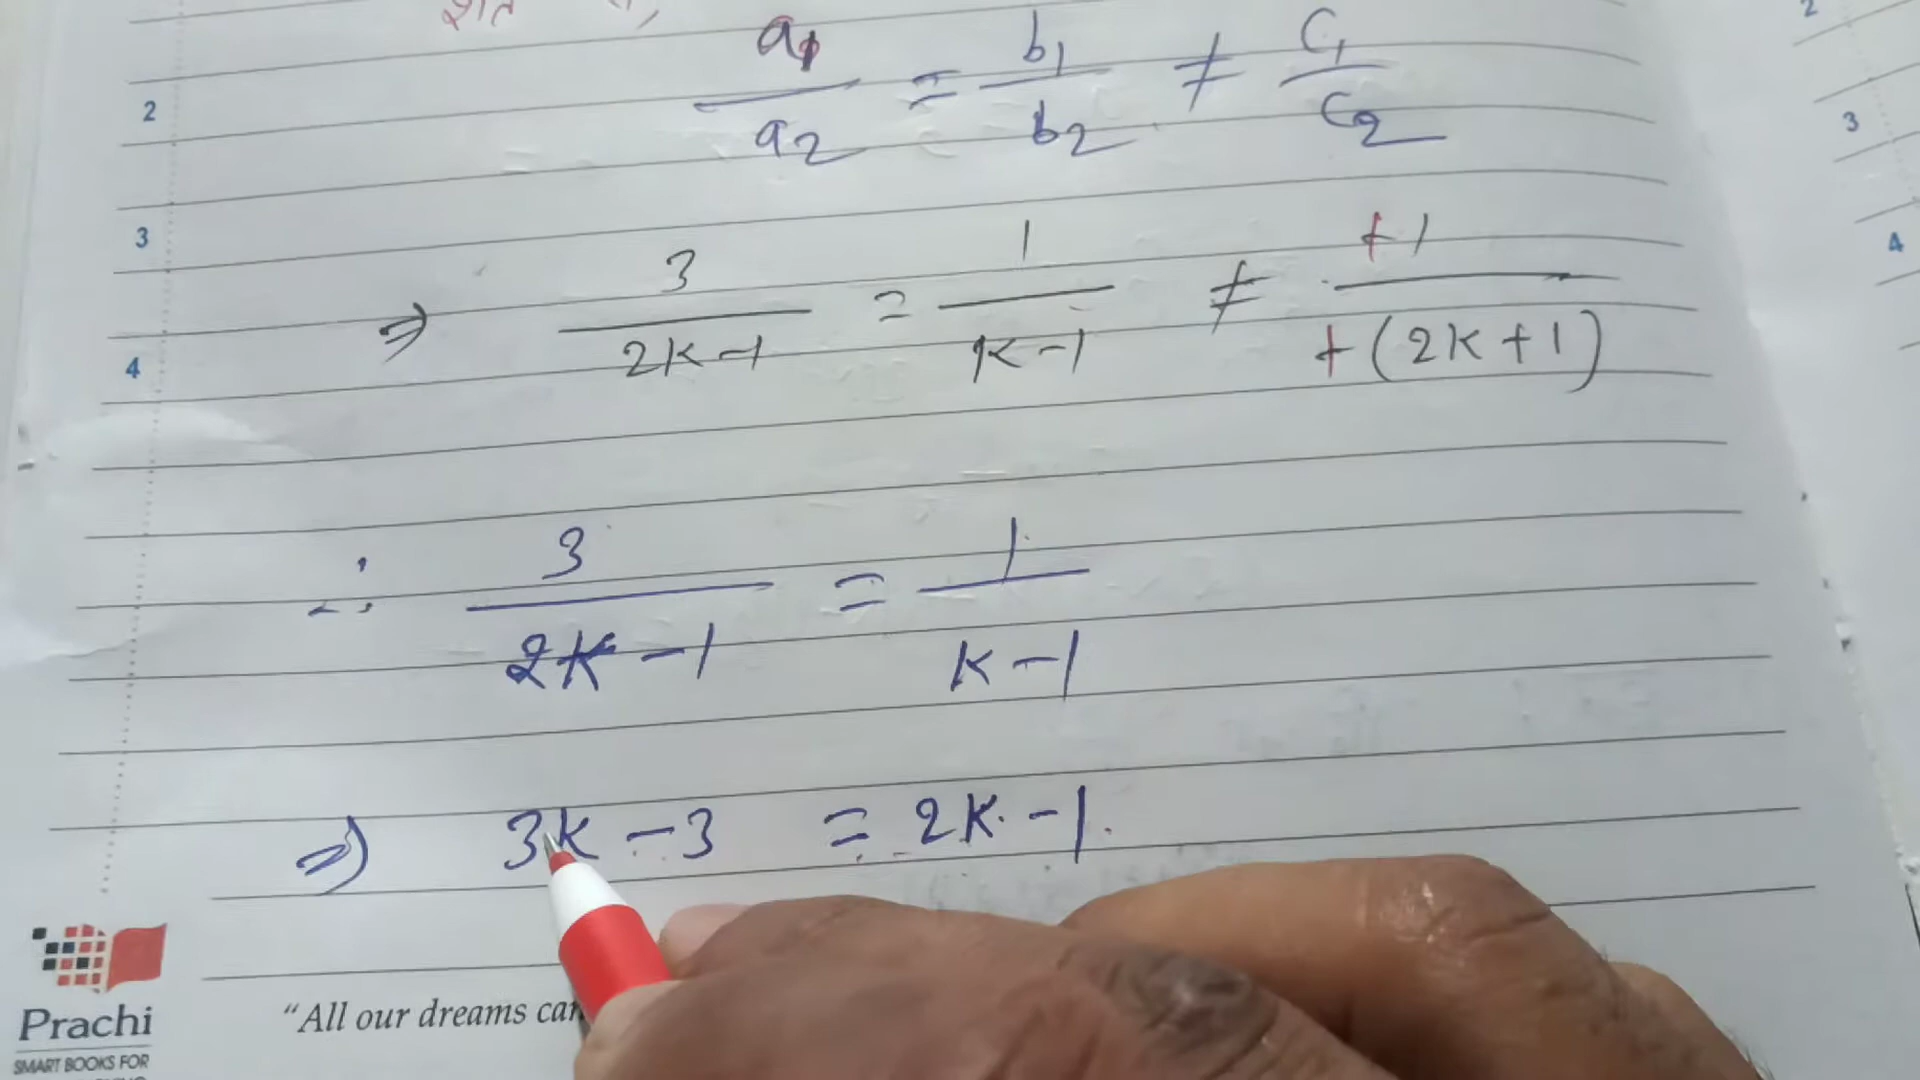 शर्त
a₁/a₂ = b₁/b₂ ≠ c₁/c₂
⇒ 3/(2k-1) = 1/(k-1) ≠ +1/+(2k+1)
∴ 3/(2k-1) = 1/(k-1)
⇒ 3k-3 = 2k-1
2
3
4
2
3
4
Prachi
SMART BOOKS FOR
"All our dreams can